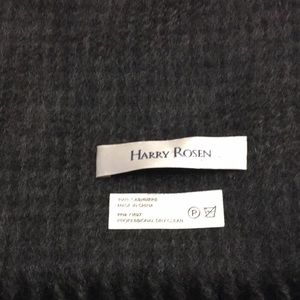 HARRY ROSEN
100% CASHMERE
MADE IN CHINA
PROFESSIONAL DRY CLEAN
P